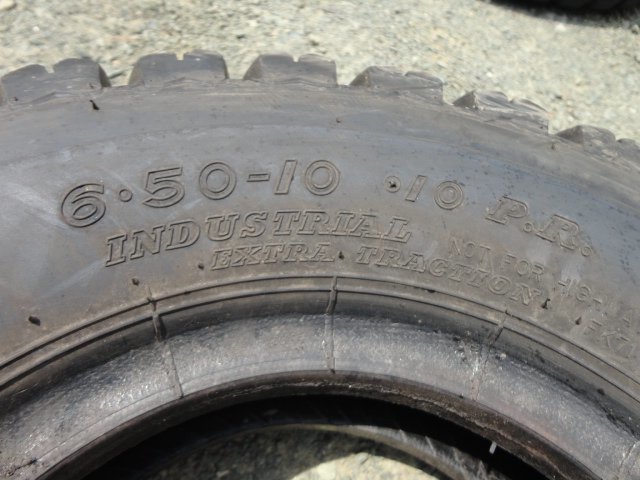 6·50-10 ·10 P.R.
INDUSTRIAL
EXTRA TRACTION
NOT FOR